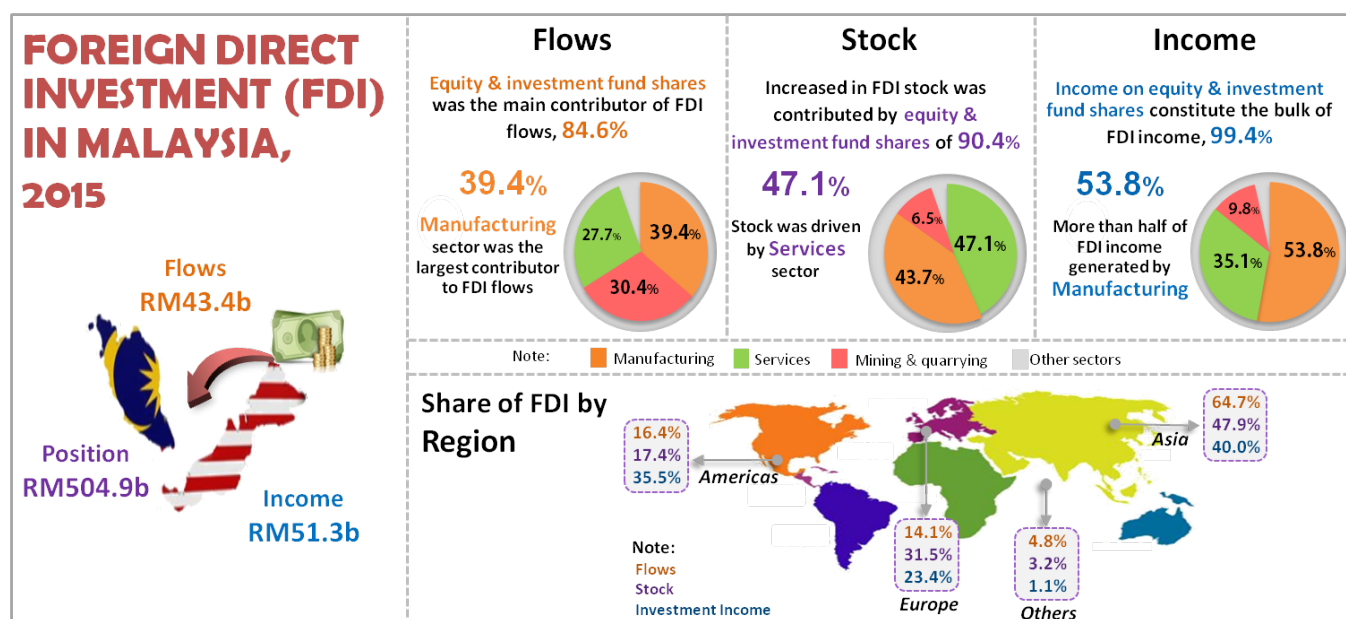 FOREIGN DIRECT
INVESTMENT (FDI)
IN MALAYSIA,
2015
Flows
RM43.4b
Position
RM504.9b
Income
RM51.3b
Flows
Equity & investment fund shares
was the main contributor of FDI
flows, 84.6%
39.4%
Manufacturing
sector was the
largest contributor
to FDI flows
27.7%
39.4%
30.4%
Stock
Increased in FDI stock was
contributed by equity &
investment fund shares of 90.4%
47.1%
Stock was driven
by Services
sector
6.5%
47.1%
43.7%
Income
Income on equity & investment
fund shares constitute the bulk of
FDI income, 99.4%
53.8%
More than half of
FDI income
generated by
Manufacturing
9.8%
53.8%
35.1%
Note: Manufacturing Services Mining & quarrying Other sectors
Share of FDI by
Region
16.4%
17.4%
35.5%
Americas
64.7%
47.9%
40.0%
Asia
14.1%
31.5%
23.4%
Europe
4.8%
3.2%
1.1%
Others
Note:
Flows
Stock
Investment Income